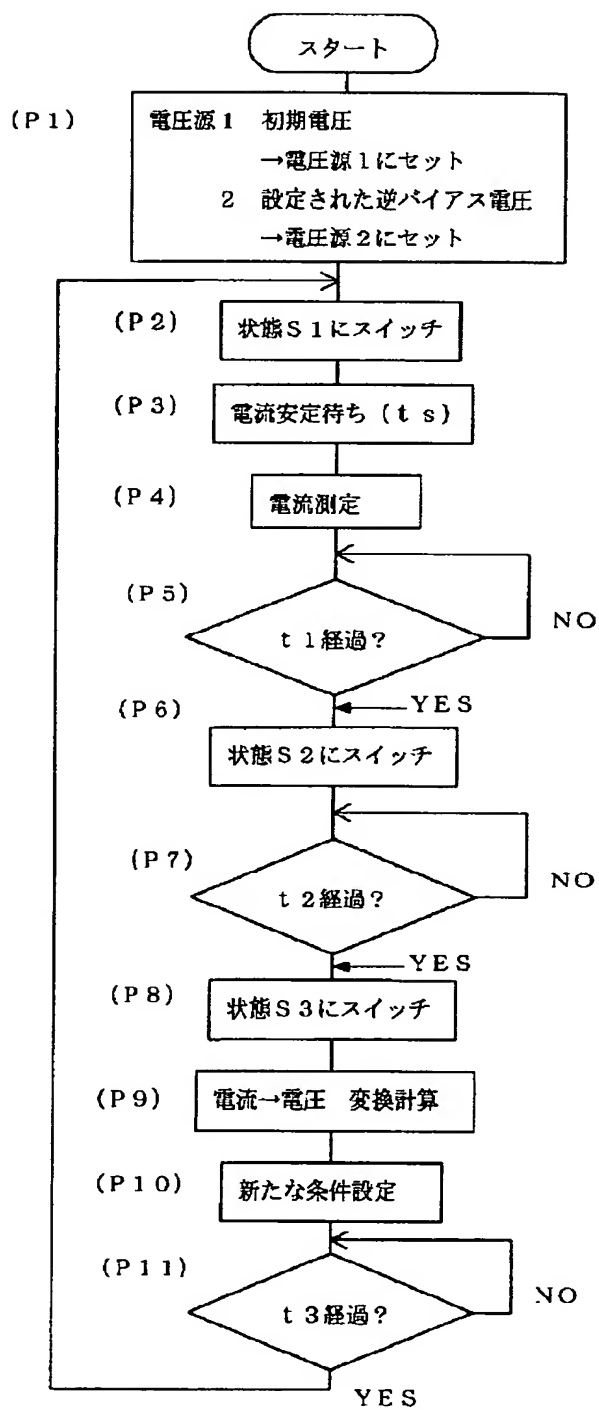 スタート
(P1)
電圧源1 初期電圧
→電圧源1にセット
2 設定された逆バイアス電圧
→電圧源2にセット
(P2)
状態S1にスイッチ
(P3)
電流安定待ち(ts)
(P4)
電流測定
(P5)
t1経過?
NO
YES
(P6)
状態S2にスイッチ
(P7)
t2経過?
NO
YES
(P8)
状態S3にスイッチ
(P9)
電流→電圧 変換計算
(P10)
新たな条件設定
(P11)
t3経過?
NO
YES